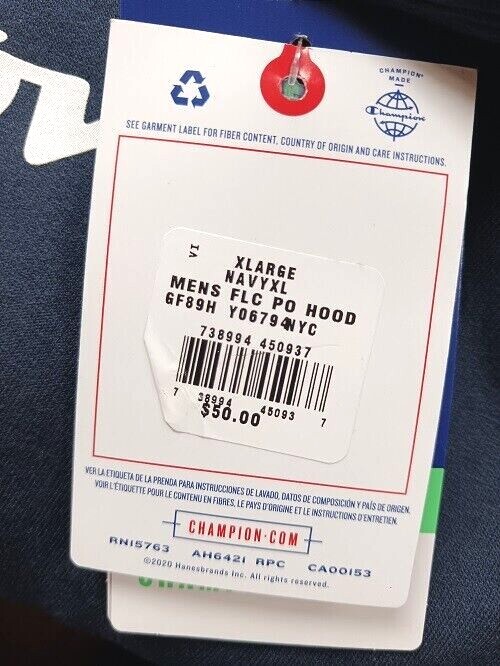 CHAMPION®
MADE
Champion
SEE GARMENT LABEL FOR FIBER CONTENT, COUNTRY OF ORIGIN AND CARE INSTRUCTIONS.
VI
XLARGE
NAVYXL
MENS FLC PO HOOD
GF89H Y06794NYC
738994 450937
7 38994 45093 7
$50.00
VER LA ETIQUETA DE LA PRENDA PARA INSTRUCCIONES DE LAVADO, DATOS DE COMPOSICIÓN Y PAÍS DE ORIGEN.
VOIR L'ÉTIQUETTE POUR LE CONTENU EN FIBRES, LE PAYS D'ORIGINE ET LE INSTRUCTIONS D'ENTRETIEN.
CHAMPION.COM
RN15763 AH6421 RPC CA00153
©2020 Hanesbrands Inc. All rights reserved.